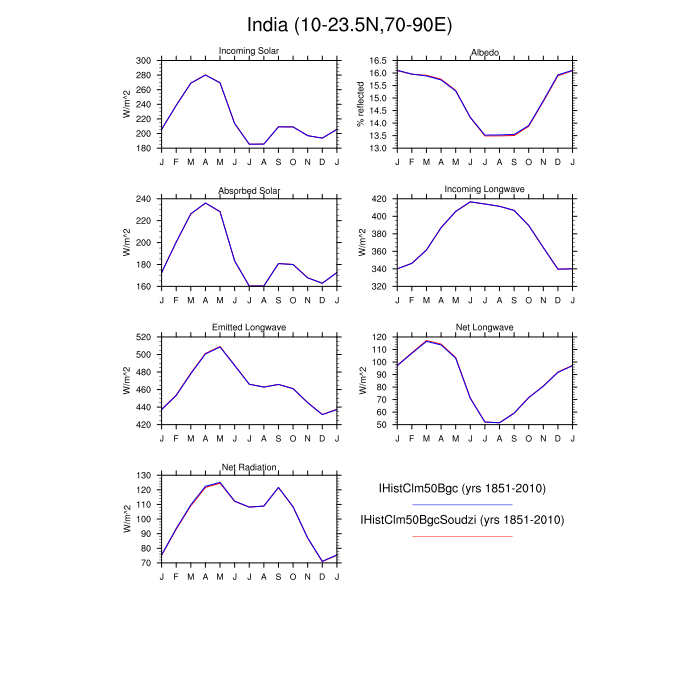 India (10-23.5N,70-90E)
Incoming Solar
300
280
260
240
220
200
180
W/m^2
J F M A M J J A S O N D J
Albedo
16.5
16.0
15.5
15.0
14.5
14.0
13.5
13.0
% reflected
J F M A M J J A S O N D J
Absorbed Solar
240
220
200
180
160
W/m^2
J F M A M J J A S O N D J
Incoming Longwave
420
400
380
360
340
320
W/m^2
J F M A M J J A S O N D J
Emitted Longwave
520
500
480
460
440
420
W/m^2
J F M A M J J A S O N D J
Net Longwave
120
110
100
90
80
70
60
50
W/m^2
J F M A M J J A S O N D J
Net Radiation
130
120
110
100
90
80
70
W/m^2
J F M A M J J A S O N D J
IHistClm50Bgc (yrs 1851-2010)
IHistClm50BgcSoudzi (yrs 1851-2010)